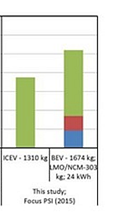 ICEV - 1310 kg
BEV - 1674 kg;
LMO/NCM-303
kg; 24 kWh
This study;
Focus PSI (2015)